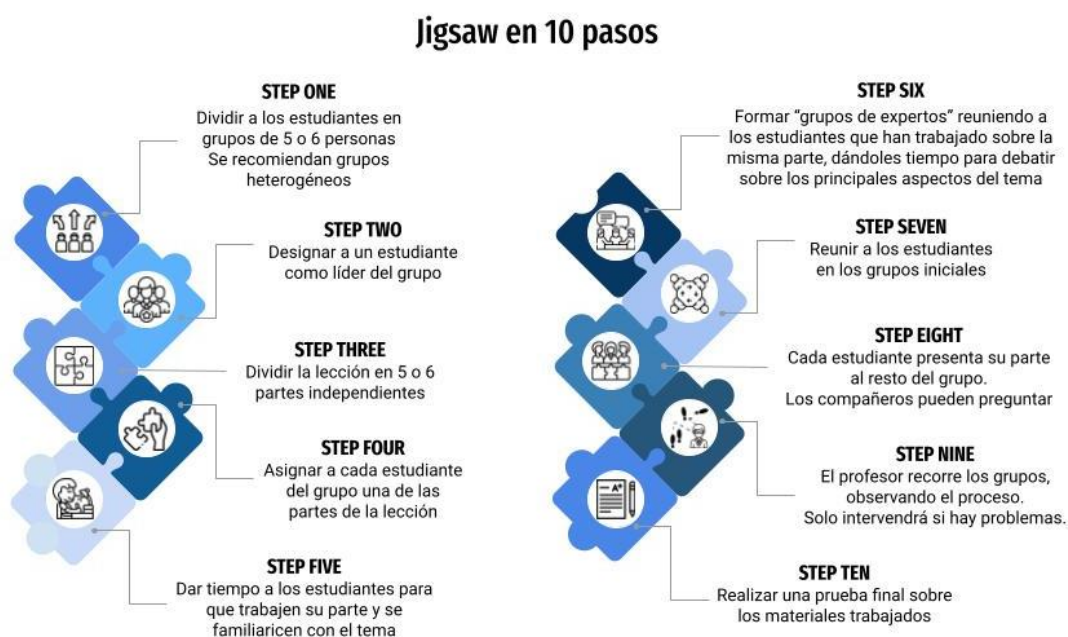 Jigsaw en 10 pasos
STEP ONE
Dividir a los estudiantes en
grupos de 5 o 6 personas
Se recomiendan grupos
heterogéneos
STEP TWO
Designar a un estudiante
como líder del grupo
STEP THREE
Dividir la lección en 5 o 6
partes independientes
STEP FOUR
Asignar a cada estudiante
del grupo una de las
partes de la lección
STEP FIVE
Dar tiempo a los estudiantes para
que trabajen su parte y se
familiaricen con el tema
STEP SIX
Formar “grupos de expertos” reuniendo a
los estudiantes que han trabajado sobre la
misma parte, dándoles tiempo para debatir
sobre los principales aspectos del tema
STEP SEVEN
Reunir a los estudiantes
en los grupos iniciales
STEP EIGHT
Cada estudiante presenta su parte
al resto del grupo.
Los compañeros pueden preguntar
STEP NINE
El profesor recorre los grupos,
observando el proceso.
Solo intervendrá si hay problemas.
A+
STEP TEN
Realizar una prueba final sobre
los materiales trabajados